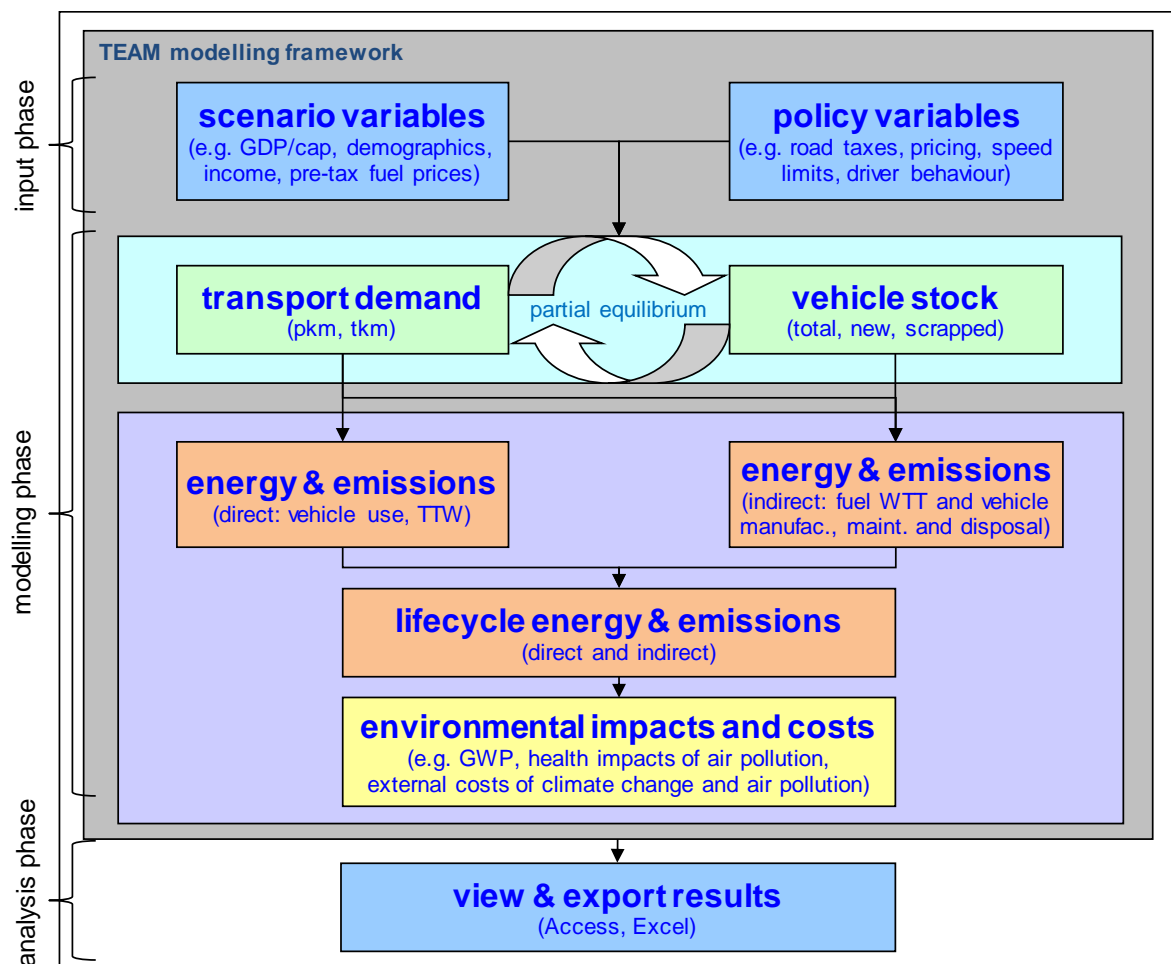 TEAM modelling framework
input phase
scenario variables
(e.g. GDP/cap, demographics,
income, pre-tax fuel prices)
policy variables
(e.g. road taxes, pricing, speed
limits, driver behaviour)
modelling phase
transport demand
(pkm, tkm)
partial equilibrium
vehicle stock
(total, new, scrapped)
energy & emissions
(direct: vehicle use, TTW)
energy & emissions
(indirect: fuel WTT and vehicle
manufac., maint. and disposal)
lifecycle energy & emissions
(direct and indirect)
environmental impacts and costs
(e.g. GWP, health impacts of air pollution,
external costs of climate change and air pollution)
analysis phase
view & export results
(Access, Excel)